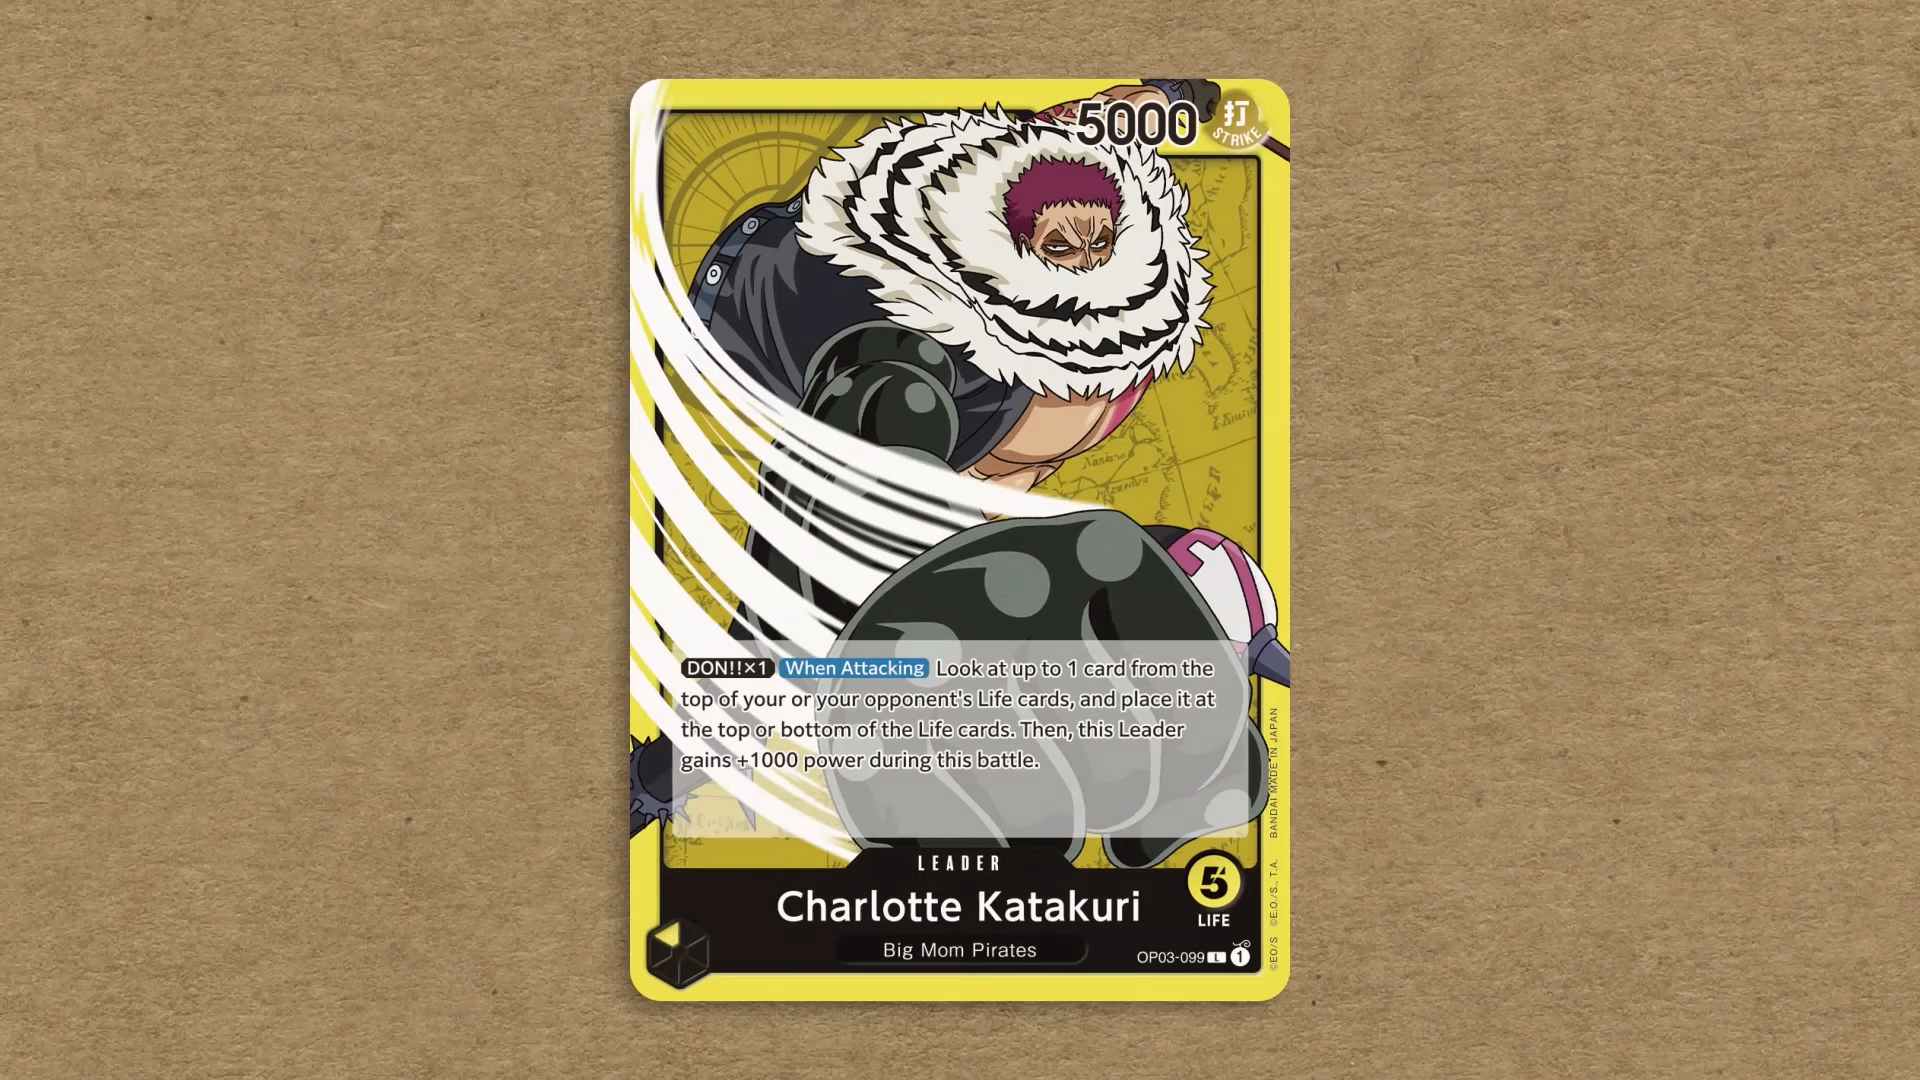 5000
打
STRIKE
DON!!×1 When Attacking Look at up to 1 card from the
top of your or your opponent's Life cards, and place it at
the top or bottom of the Life cards. Then, this Leader
gains +1000 power during this battle.
LEADER
5
Charlotte Katakuri
LIFE
Big Mom Pirates
OP03-099 L 1
©EO/S ©E.O./S., T.A. BANDAI MADE IN JAPAN